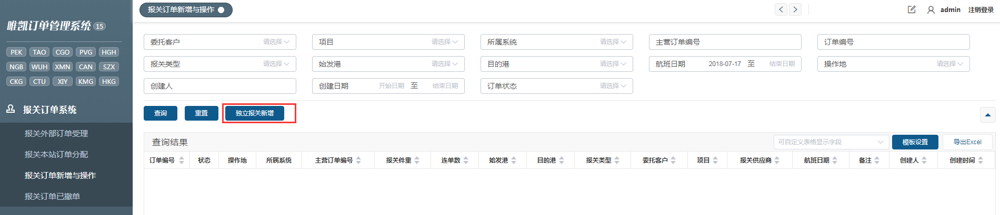 唯凯订单管理系统 15
PEK TAO CGO PVG HGH
NGB WUH XMN CAN SZX
CKG CTU XIY KMG HKG
报关订单系统
报关外部订单受理
报关本站订单分配
报关订单新增与操作
报关订单已撤单
报关订单新增与操作
admin 注销登录
委托客户 请选择 项目 请选择 所属系统 请选择 主营订单编号 订单编号
报关类型 请选择 始发港 请选择 目的港 请选择 航班日期 2018-07-17 至 结束日期 操作地 请选择
创建人 创建日期 开始日期 至 结束日期 订单状态 请选择
查询 重置 独立报关新增
查询结果 可自定义表格显示字段 模板设置 导出Excel
订单编号 状态 操作地 所属系统 主营订单编号 报关件重 连单数 始发港 目的港 报关类型 委托客户 项目 报关供应商 航班日期 备注 创建人 创建时间